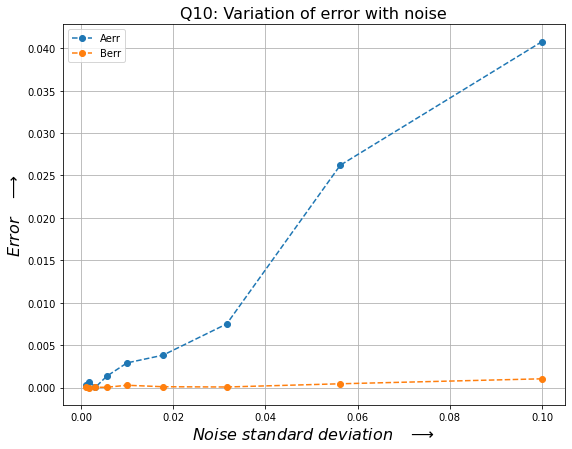 Q10: Variation of error with noise
Aerr
Berr
0.040
0.035
0.030
0.025
0.020
0.015
0.010
0.005
0.000
Error ⟶
0.00 0.02 0.04 0.06 0.08 0.10
Noise standard deviation ⟶